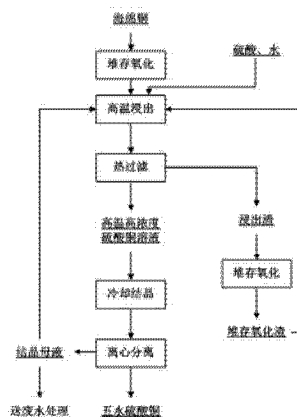 海绵铜
堆存氧化
硫酸、水
高温浸出
热过滤
高温高浓度
硫酸铜溶液
浸出渣
堆存氧化
冷却结晶
堆存氧化渣
离心分离
结晶母液
送废水处理
五水硫酸铜